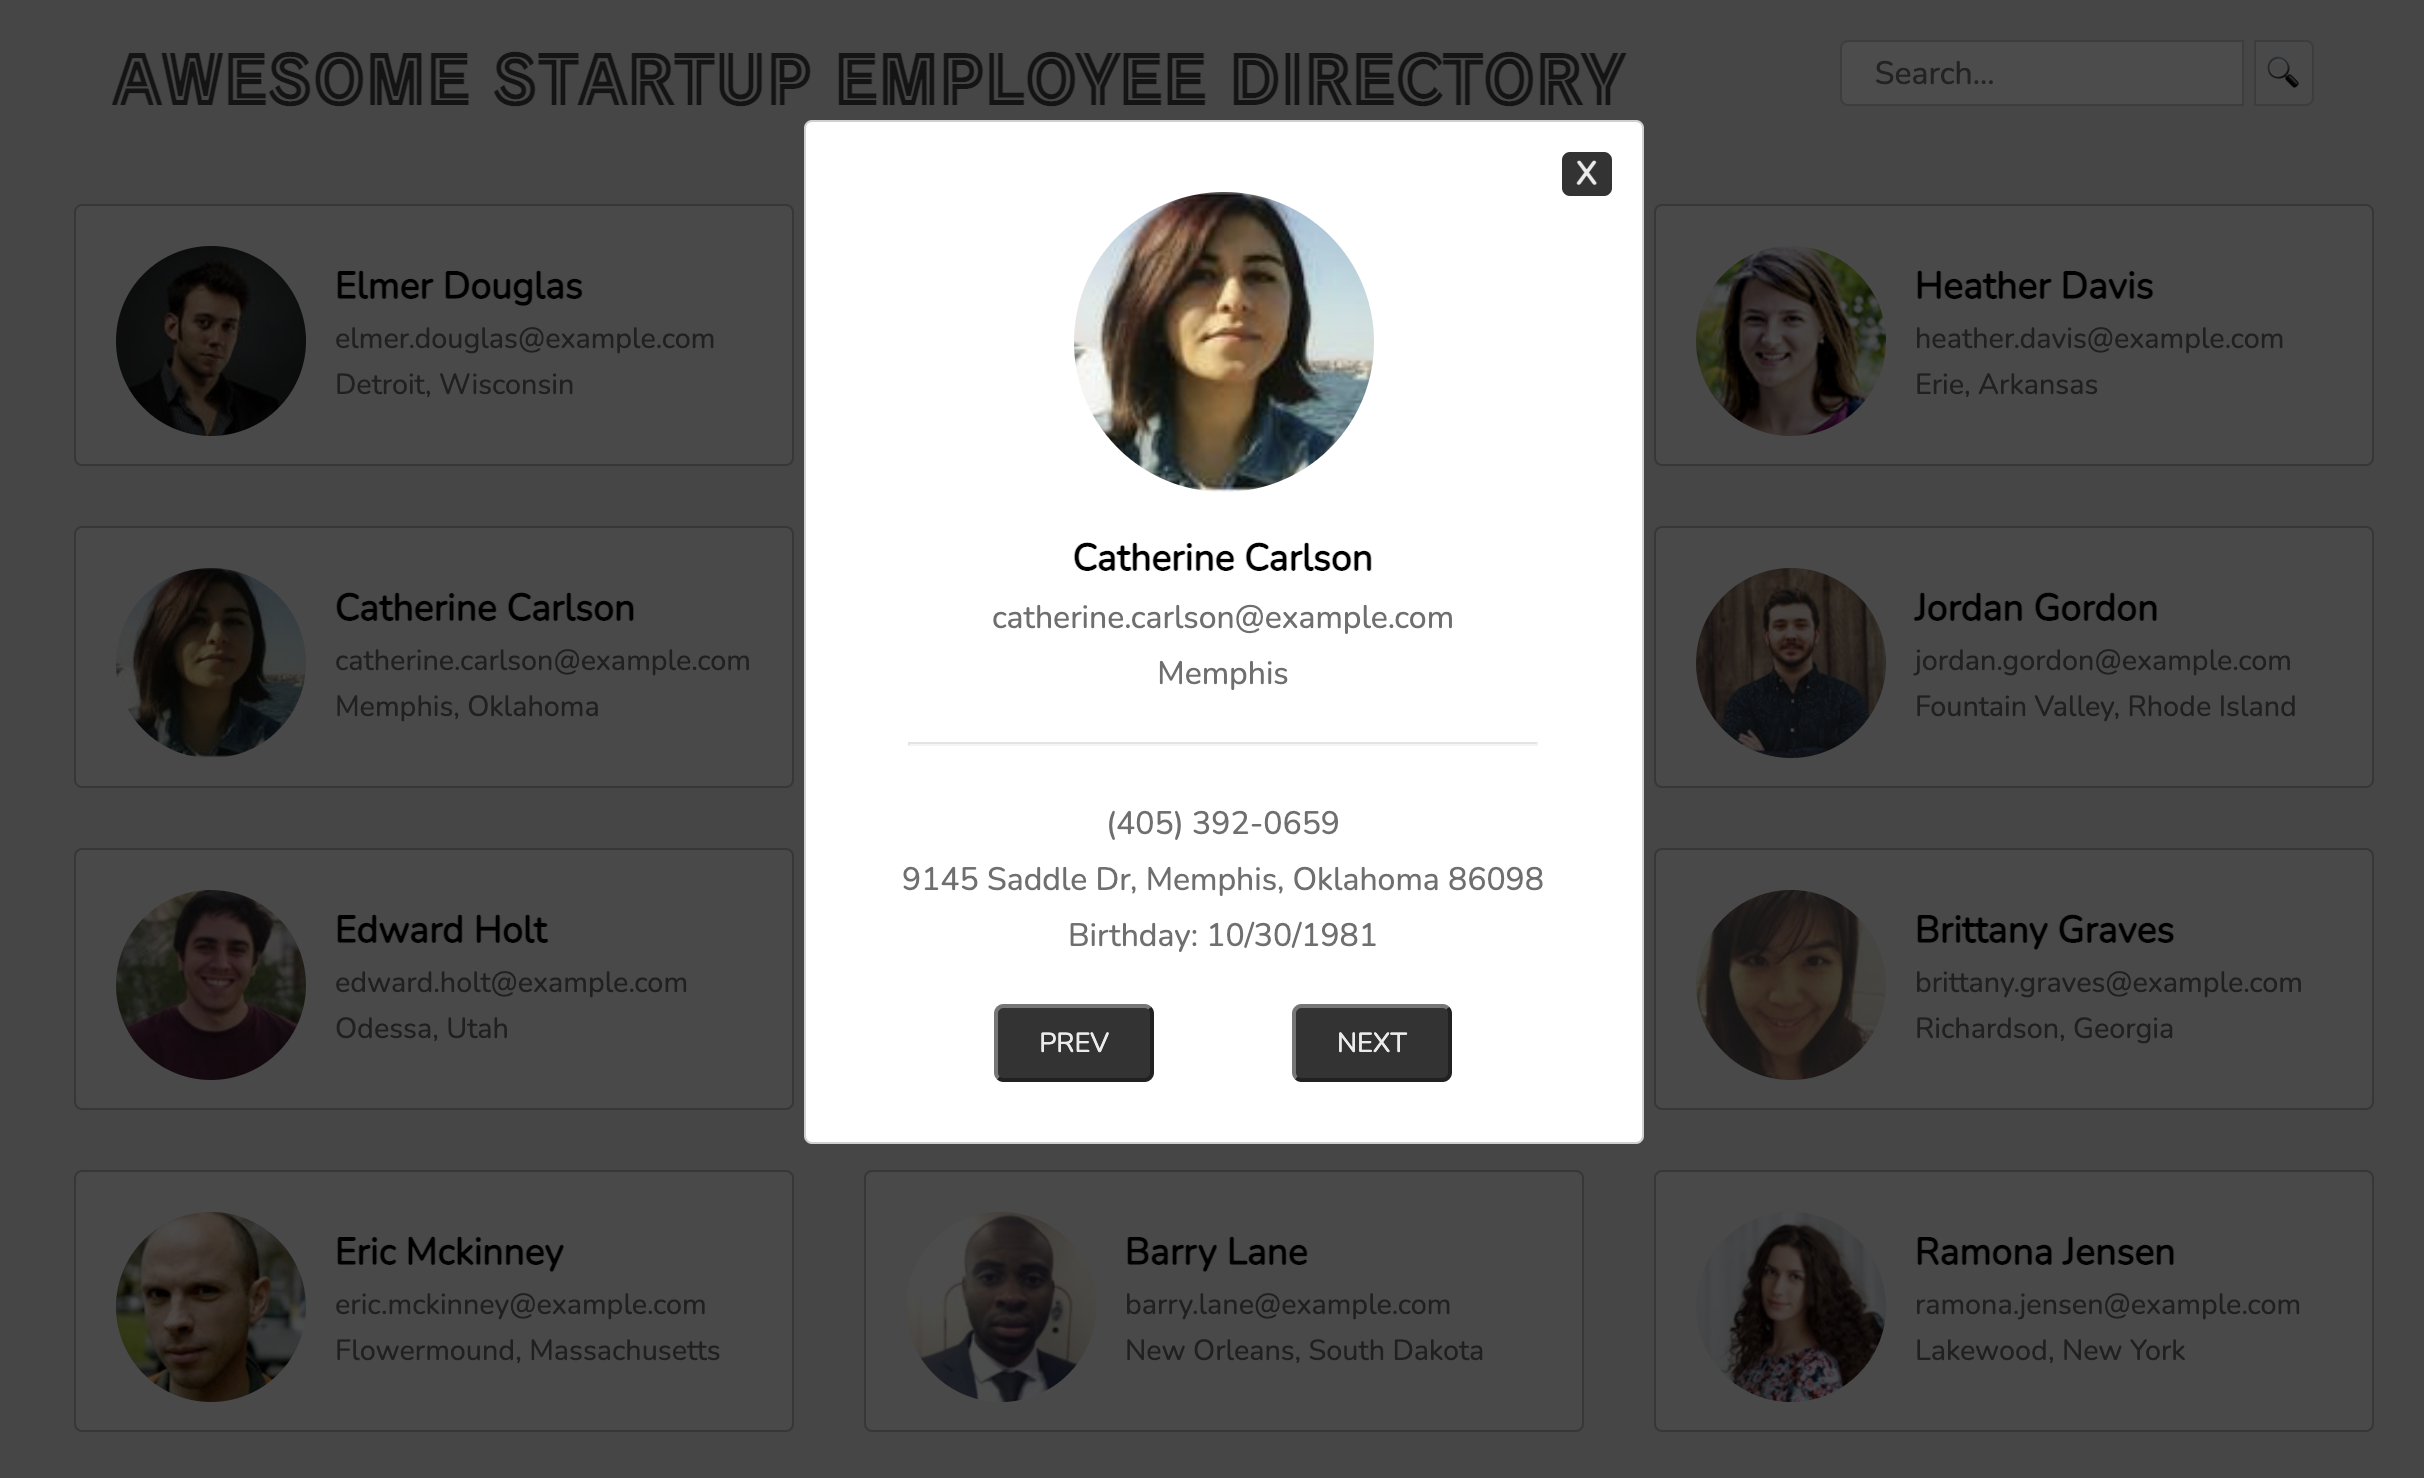 AWESOME STARTUP EMPLOYEE DIRECTORY
Search...
Elmer Douglas
elmer.douglas@example.com
Detroit, Wisconsin
Heather Davis
heather.davis@example.com
Erie, Arkansas
Catherine Carlson
catherine.carlson@example.com
Memphis, Oklahoma
Jordan Gordon
jordan.gordon@example.com
Fountain Valley, Rhode Island
Edward Holt
edward.holt@example.com
Odessa, Utah
Brittany Graves
brittany.graves@example.com
Richardson, Georgia
Eric Mckinney
eric.mckinney@example.com
Flowermound, Massachusetts
Barry Lane
barry.lane@example.com
New Orleans, South Dakota
Ramona Jensen
ramona.jensen@example.com
Lakewood, New York
X
Catherine Carlson
catherine.carlson@example.com
Memphis
(405) 392-0659
9145 Saddle Dr, Memphis, Oklahoma 86098
Birthday: 10/30/1981
PREV
NEXT